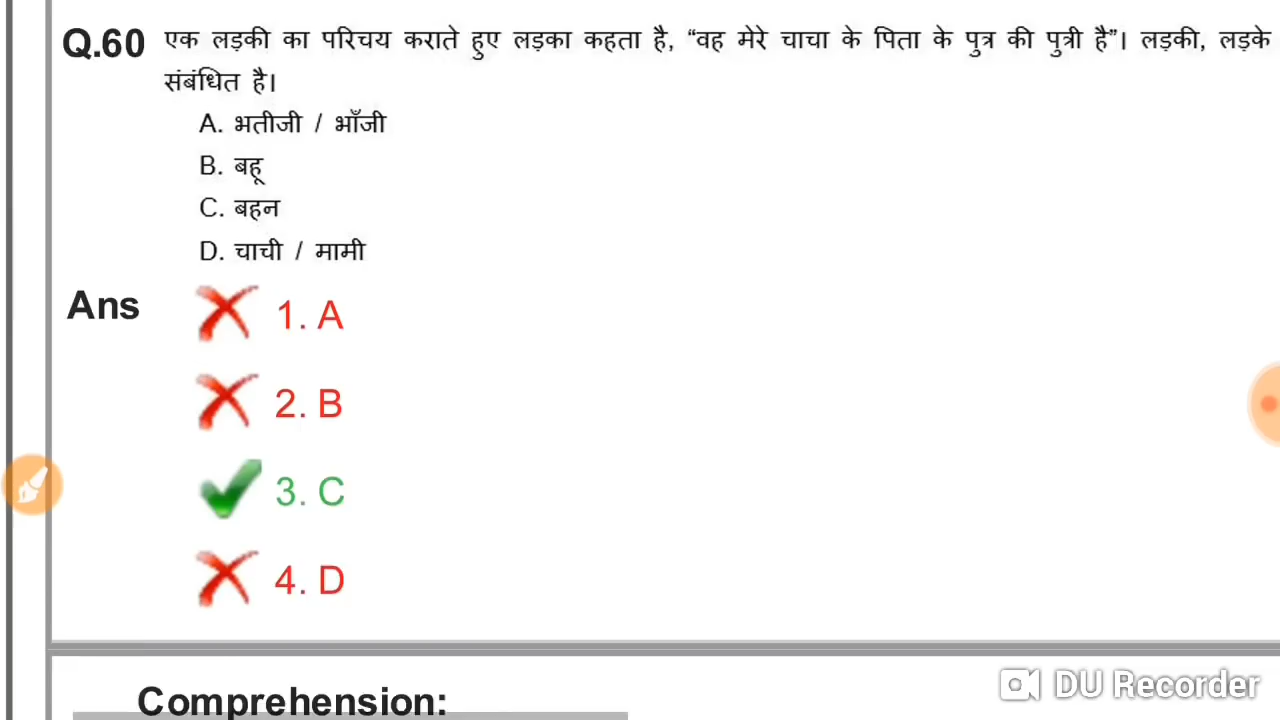 Q.60 एक लड़की का परिचय कराते हुए लड़का कहता है, “वह मेरे चाचा के पिता के पुत्र की पुत्री है”। लड़की, लड़के
संबंधित है।
A. भतीजी / भाँजी
B. बहू
C. बहन
D. चाची / मामी
Ans
1. A
2. B
3. C
4. D
DU Recorder
Comprehension: